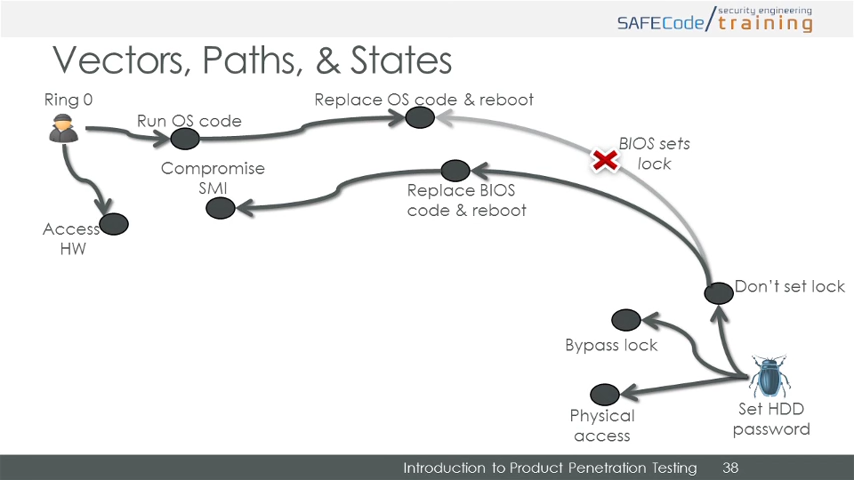 security engineering
SAFECode/training
Vectors, Paths, & States
Ring 0
Run OS code
Replace OS code & reboot
BIOS sets
lock
Compromise
SMI
Replace BIOS
code & reboot
Access
HW
Don't set lock
Bypass lock
Physical
access
Set HDD
password
Introduction to Product Penetration Testing 38